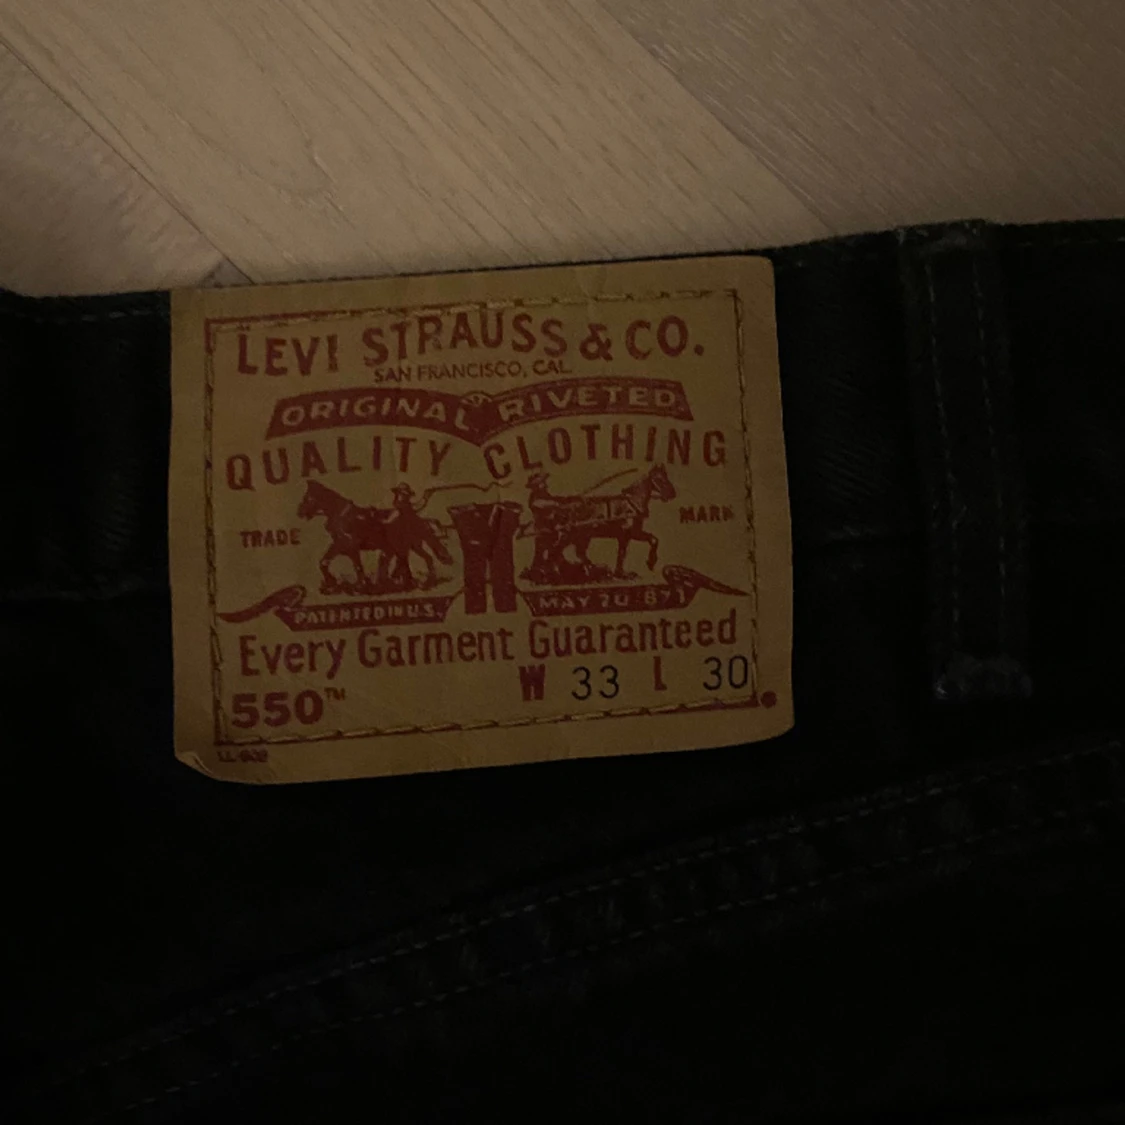 LEVI STRAUSS & CO.
SAN FRANCISCO, CAL.
ORIGINAL RIVETED
QUALITY CLOTHING
TRADE MARK
PATENTED IN U.S. MAY 20 1871
Every Garment Guaranteed
550™ W 33 L 30